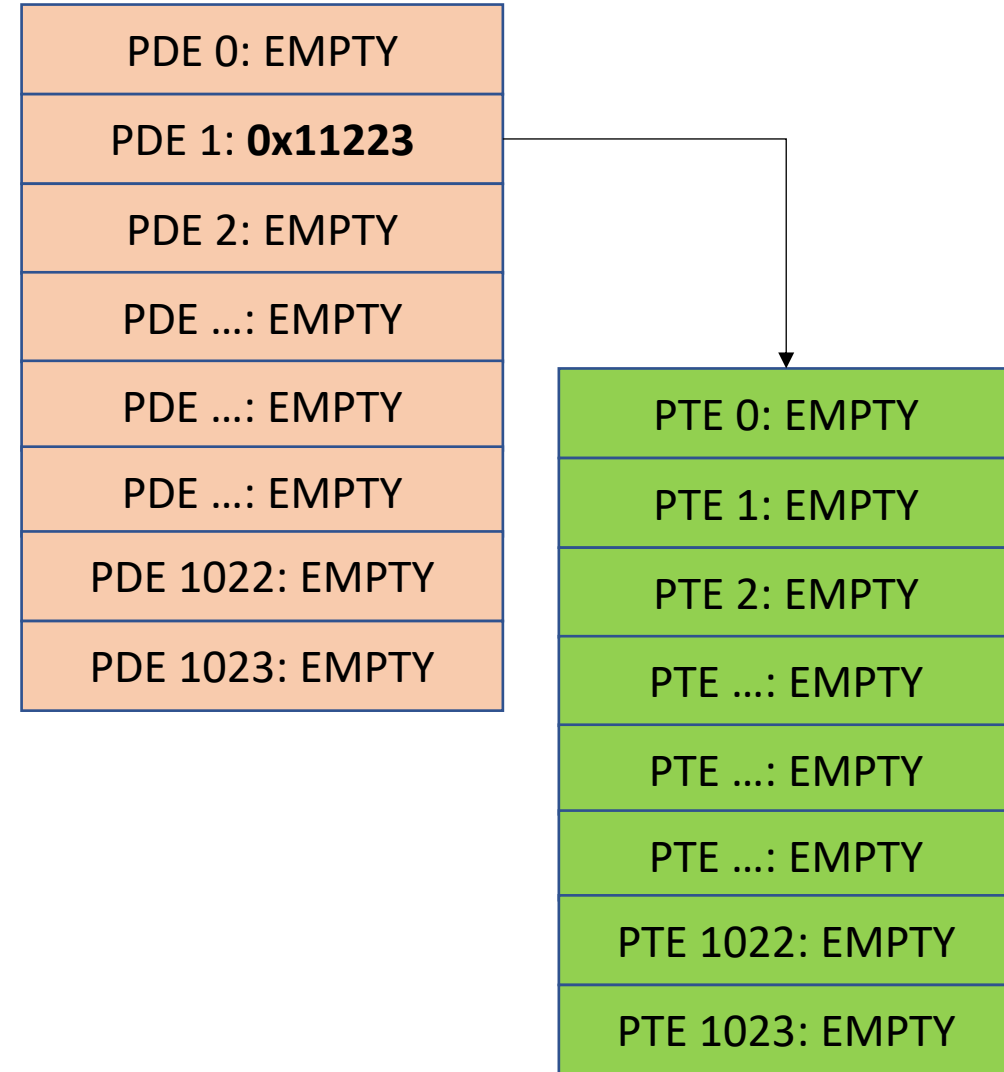 PDE 0: EMPTY
PDE 1: 0x11223
PDE 2: EMPTY
PDE …: EMPTY
PDE …: EMPTY
PDE …: EMPTY
PDE 1022: EMPTY
PDE 1023: EMPTY
PTE 0: EMPTY
PTE 1: EMPTY
PTE 2: EMPTY
PTE …: EMPTY
PTE …: EMPTY
PTE …: EMPTY
PTE 1022: EMPTY
PTE 1023: EMPTY